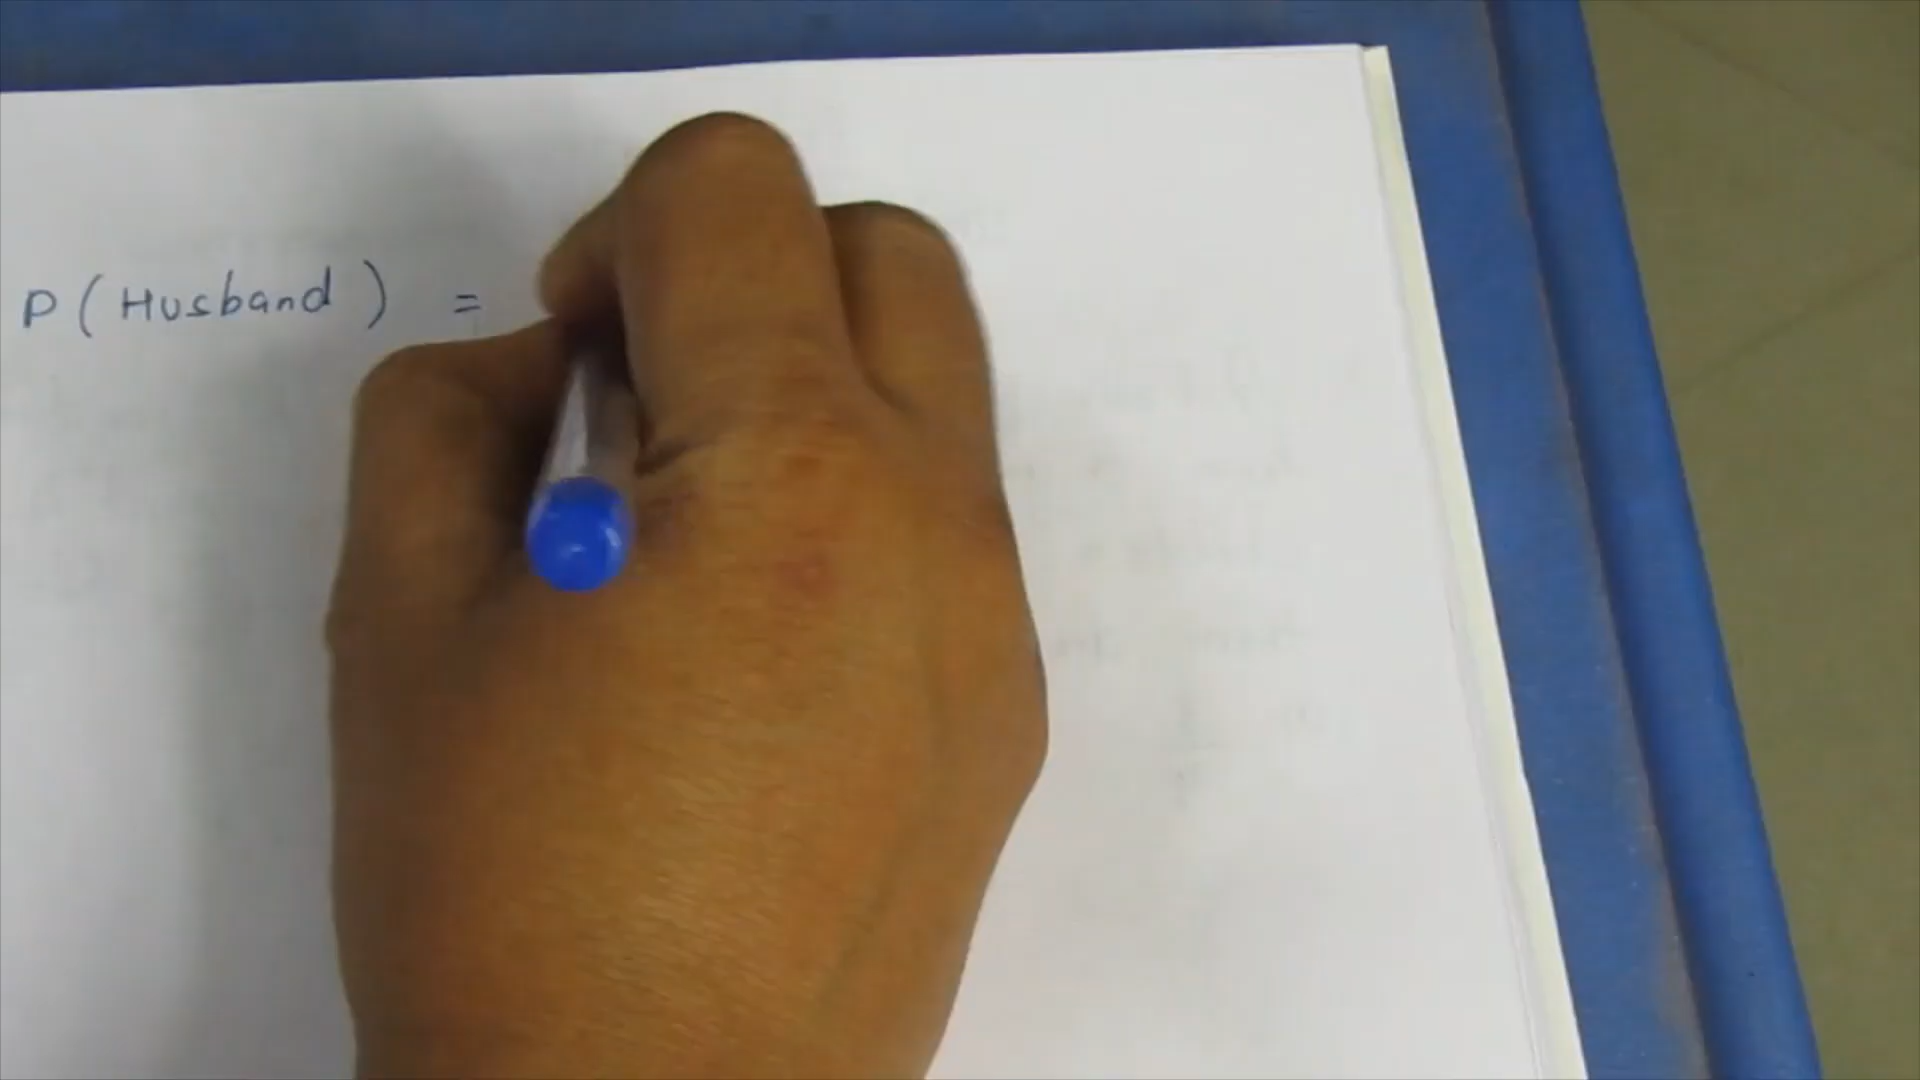 P ( Husband ) =